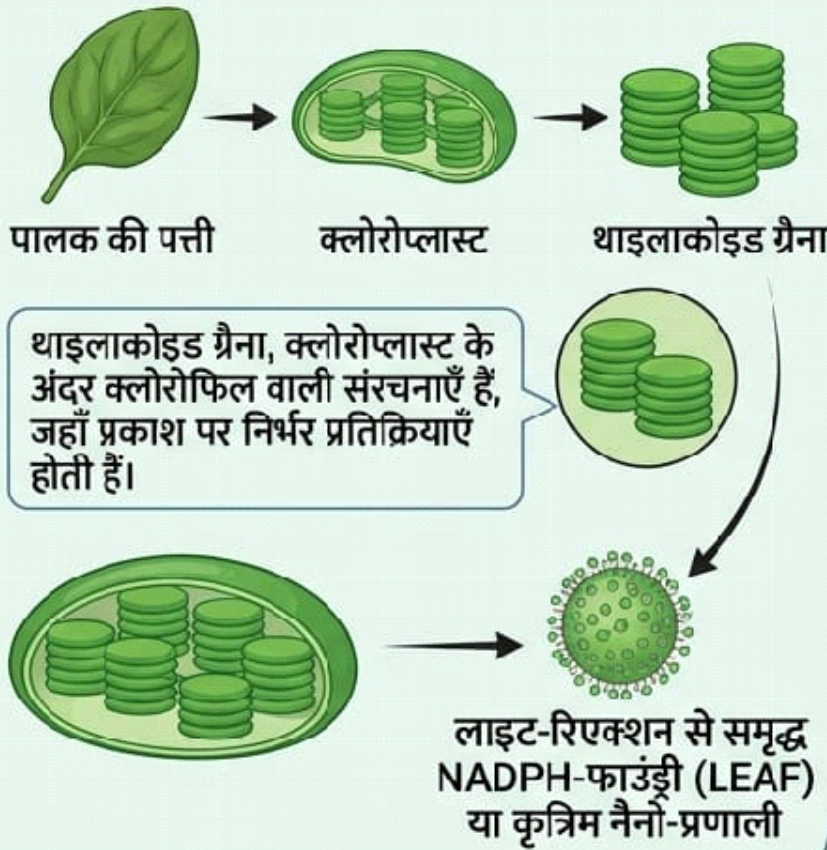 पालक की पत्ती
क्लोरोप्लास्ट
थाइलाकोइड ग्रैना
थाइलाकोइड ग्रैना, क्लोरोप्लास्ट के
अंदर क्लोरोफिल वाली संरचनाएँ हैं,
जहाँ प्रकाश पर निर्भर प्रतिक्रियाएँ
होती हैं।
लाइट-रिएक्शन से समृद्ध
NADPH-फाउंड्री (LEAF)
या कृत्रिम नैनो-प्रणाली